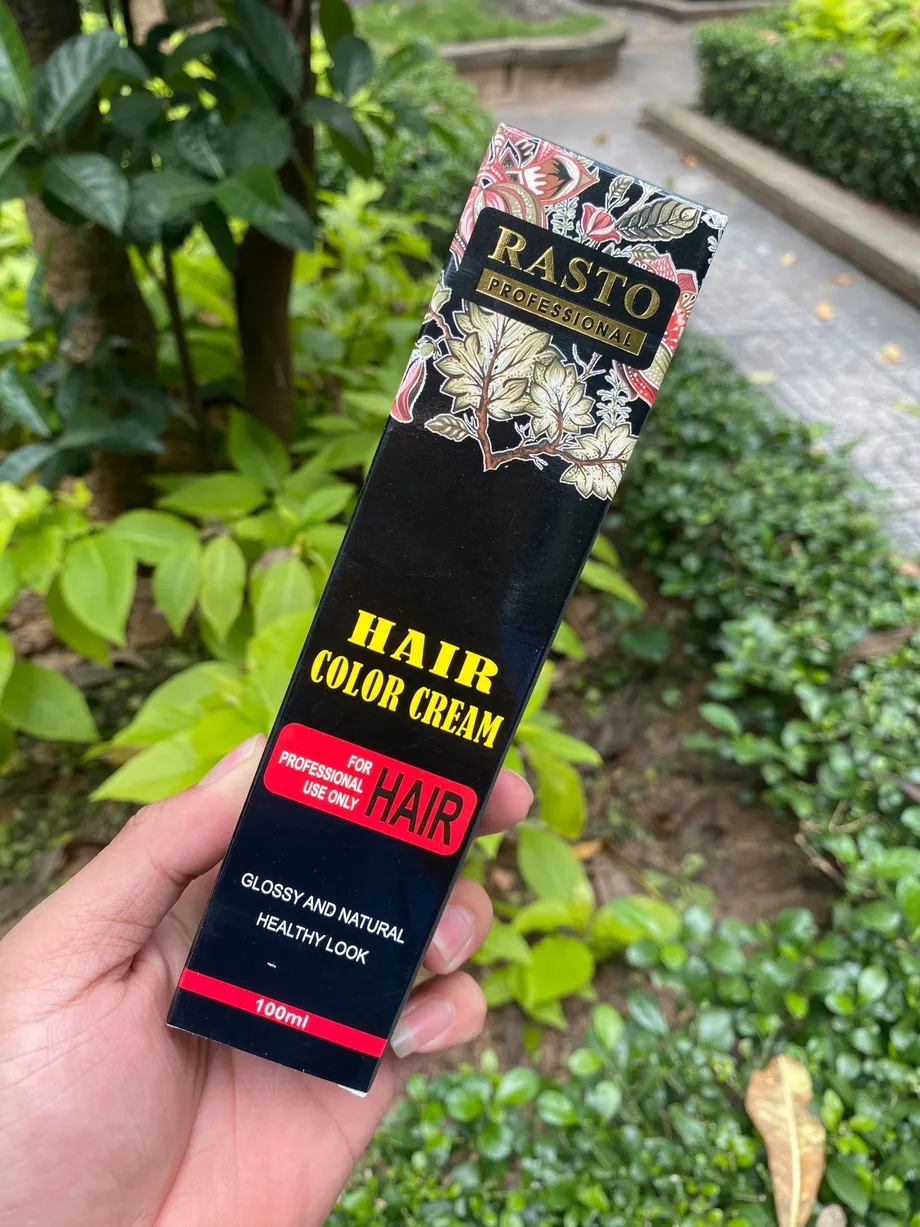 RASTO
PROFESSIONAL
HAIR
COLOR CREAM
FOR
PROFESSIONAL
USE ONLY
HAIR
GLOSSY AND NATURAL
HEALTHY LOOK
100ml